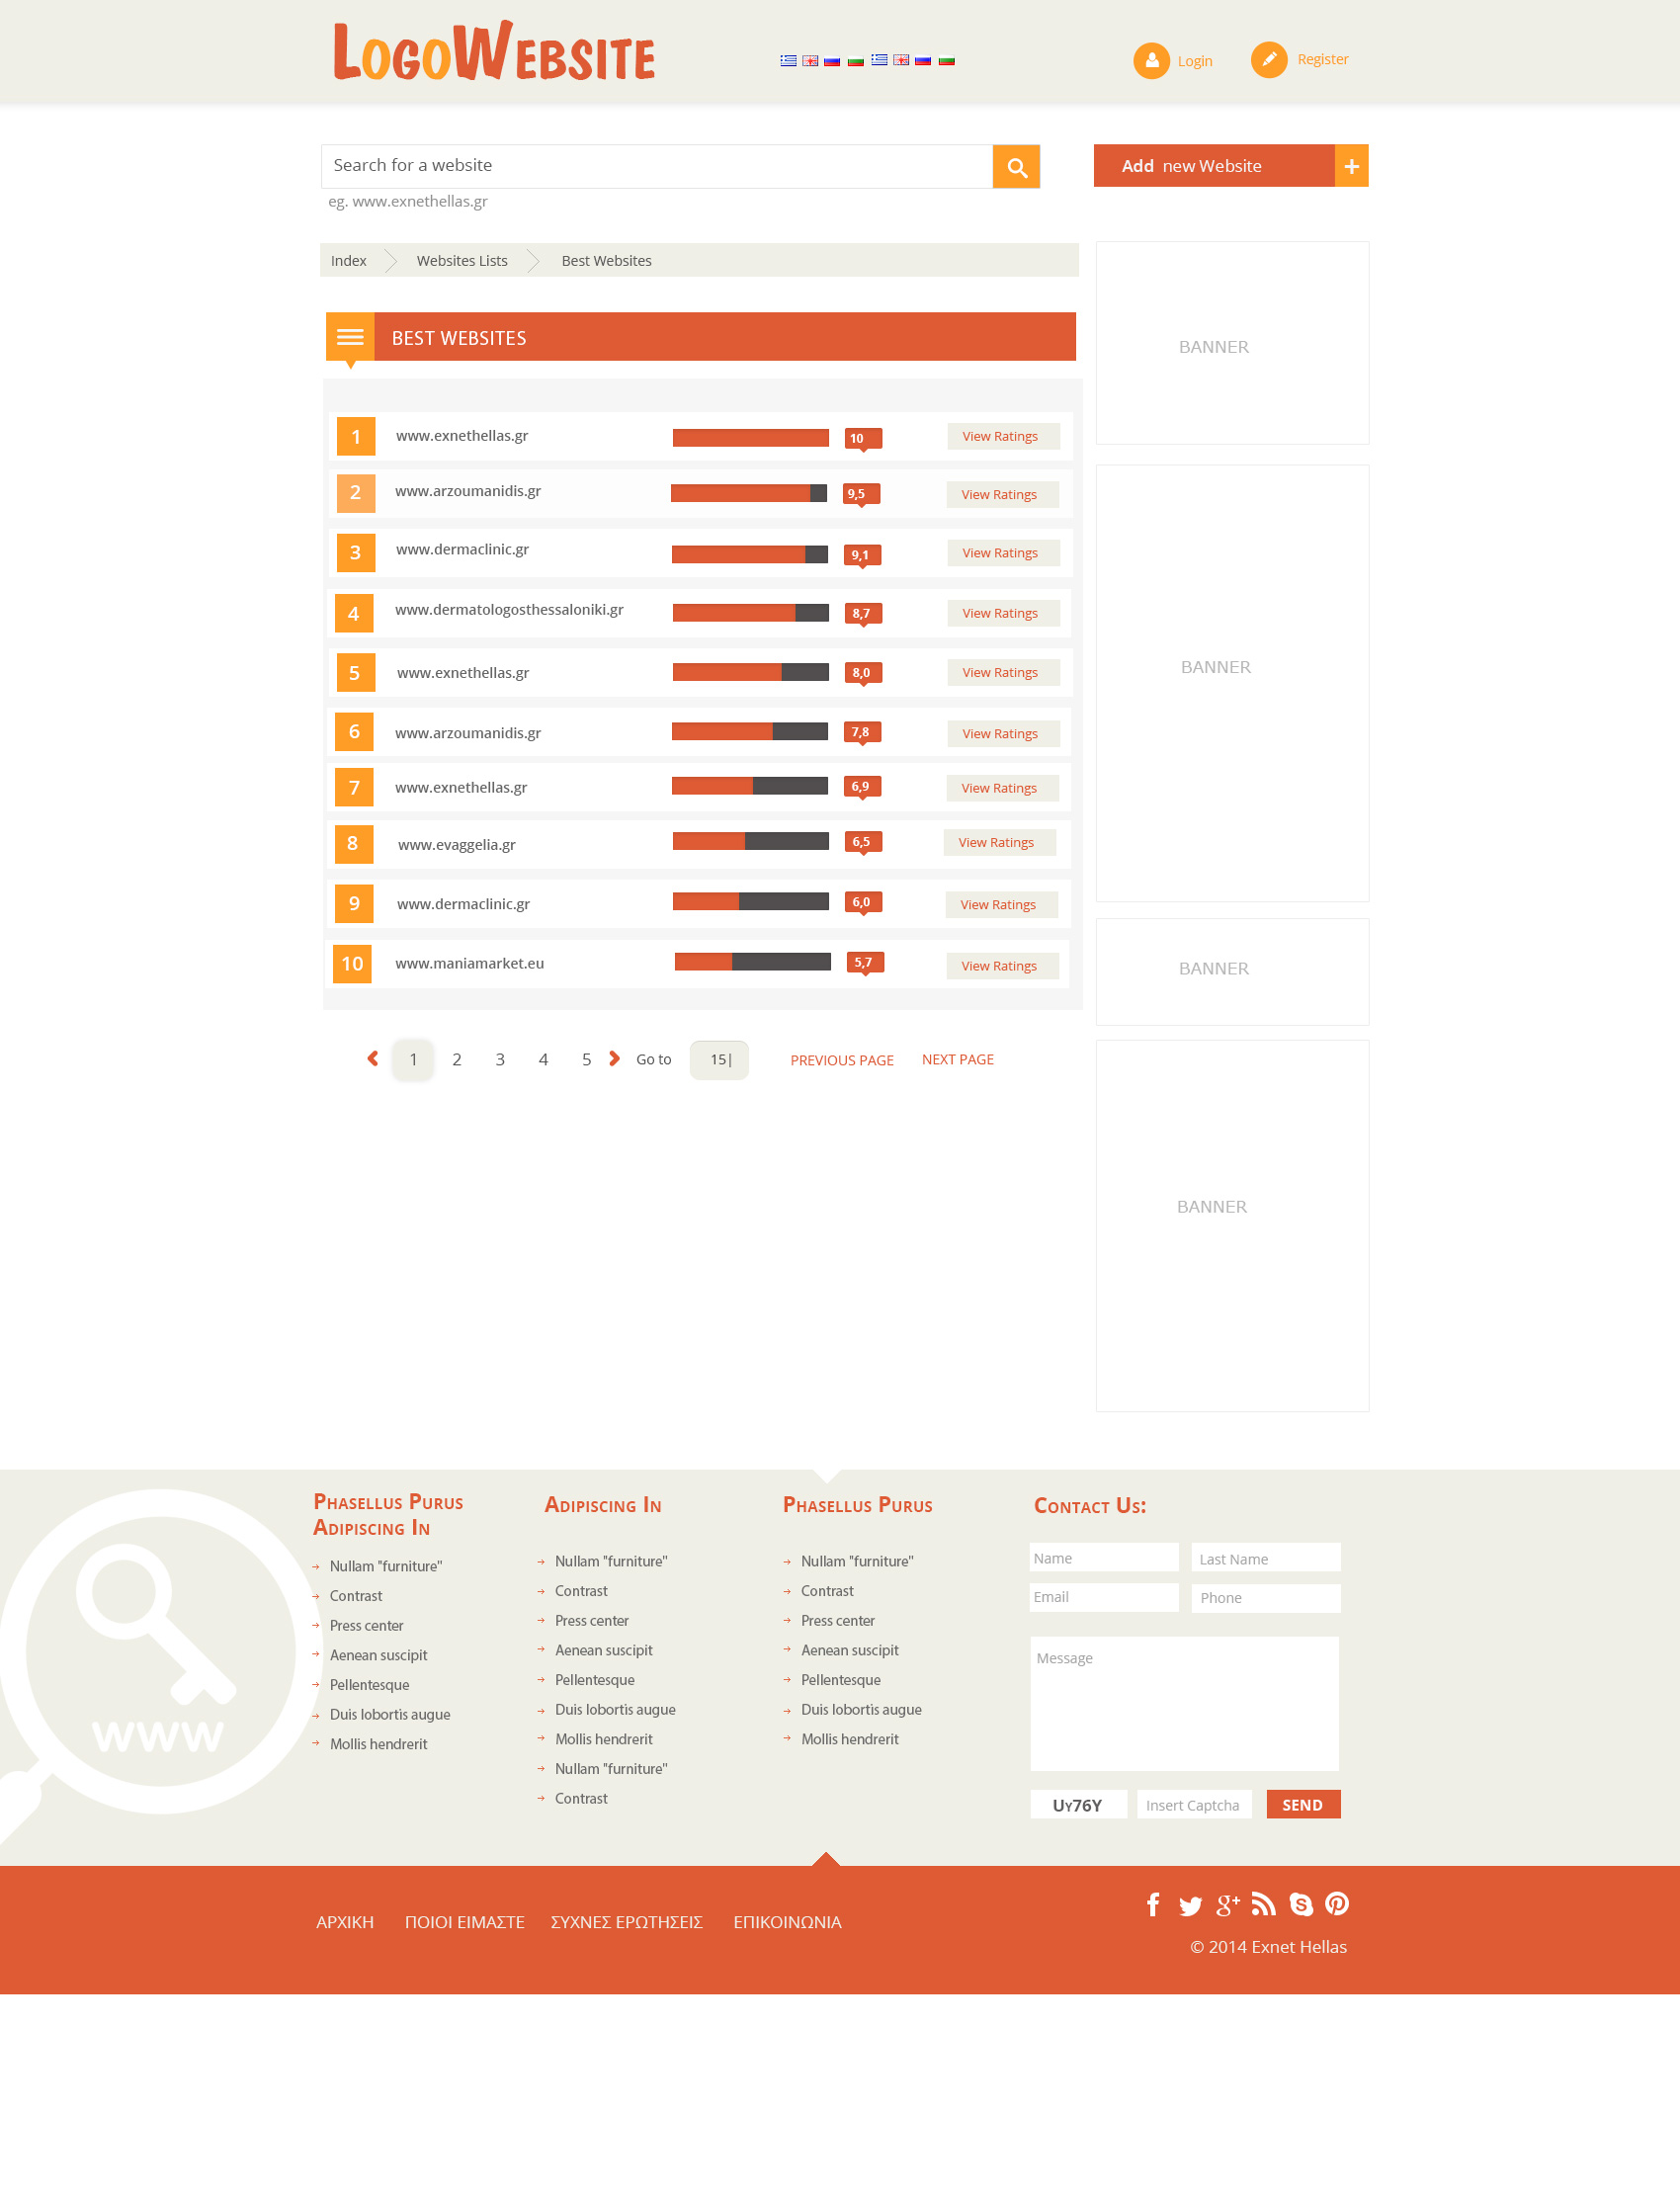 LOGOWEBSITE
Login
Register
Search for a website
Add new Website
eg. www.exnethellas.gr
Index
Websites Lists
Best Websites
BEST WEBSITES
1 www.exnethellas.gr 10 View Ratings
2 www.arzoumanidis.gr 9,5 View Ratings
3 www.dermaclinic.gr 9,1 View Ratings
4 www.dermatologosthessaloniki.gr 8,7 View Ratings
5 www.exnethellas.gr 8,0 View Ratings
6 www.arzoumanidis.gr 7,8 View Ratings
7 www.exnethellas.gr 6,9 View Ratings
8 www.evaggelia.gr 6,5 View Ratings
9 www.dermaclinic.gr 6,0 View Ratings
10 www.maniamarket.eu 5,7 View Ratings
1 2 3 4 5 Go to 15| PREVIOUS PAGE NEXT PAGE
BANNER
BANNER
BANNER
BANNER
www
Phasellus Purus
Adipiscing In
Nullam "furniture"
Contrast
Press center
Aenean suscipit
Pellentesque
Duis lobortis augue
Mollis hendrerit
Adipiscing In
Nullam "furniture"
Contrast
Press center
Aenean suscipit
Pellentesque
Duis lobortis augue
Mollis hendrerit
Nullam "furniture"
Contrast
Phasellus Purus
Nullam "furniture"
Contrast
Press center
Aenean suscipit
Pellentesque
Duis lobortis augue
Mollis hendrerit
Contact Us:
Name
Last Name
Email
Phone
Message
Uy76Y
Insert Captcha
SEND
ΑΡΧΙΚΗ
ΠΟΙΟΙ ΕΙΜΑΣΤΕ
ΣΥΧΝΕΣ ΕΡΩΤΗΣΕΙΣ
ΕΠΙΚΟΙΝΩΝΙΑ
© 2014 Exnet Hellas